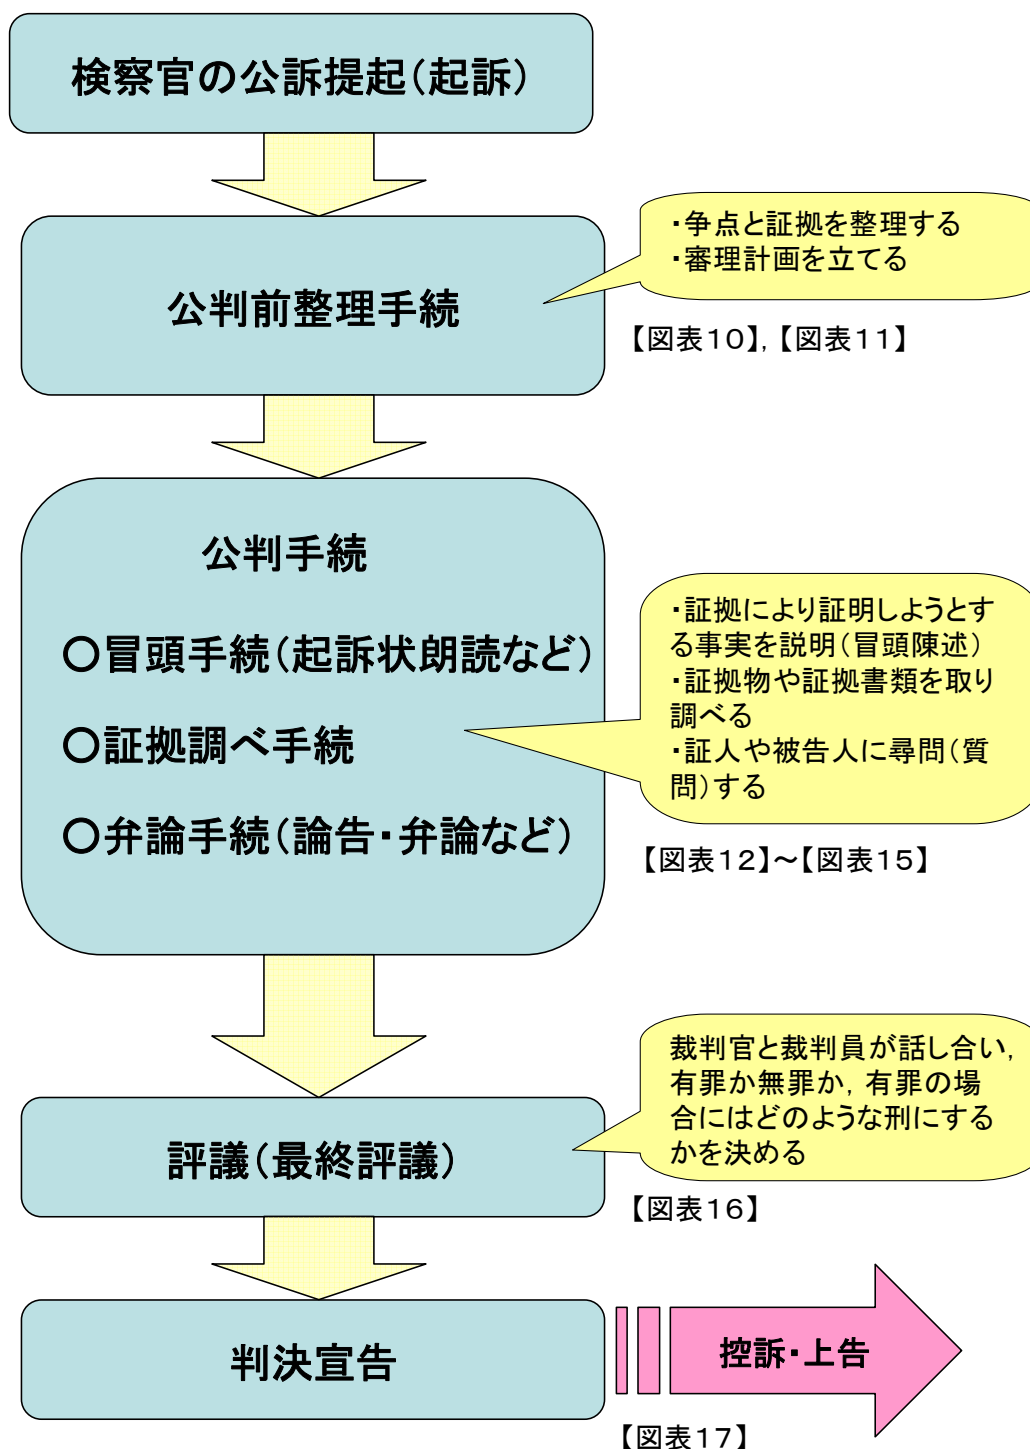 検察官の公訴提起(起訴)
公判前整理手続
・争点と証拠を整理する
・審理計画を立てる
【図表10】，【図表11】
公判手続
○冒頭手続(起訴状朗読など)
○証拠調べ手続
○弁論手続(論告・弁論など)
・証拠により証明しようとす
る事実を説明(冒頭陳述)
・証拠物や証拠書類を取り
調べる
・証人や被告人に尋問(質
問)する
【図表12】～【図表15】
評議(最終評議)
裁判官と裁判員が話し合い，
有罪か無罪か，有罪の場
合にはどのような刑にする
かを決める
【図表16】
判決宣告
控訴・上告
【図表17】